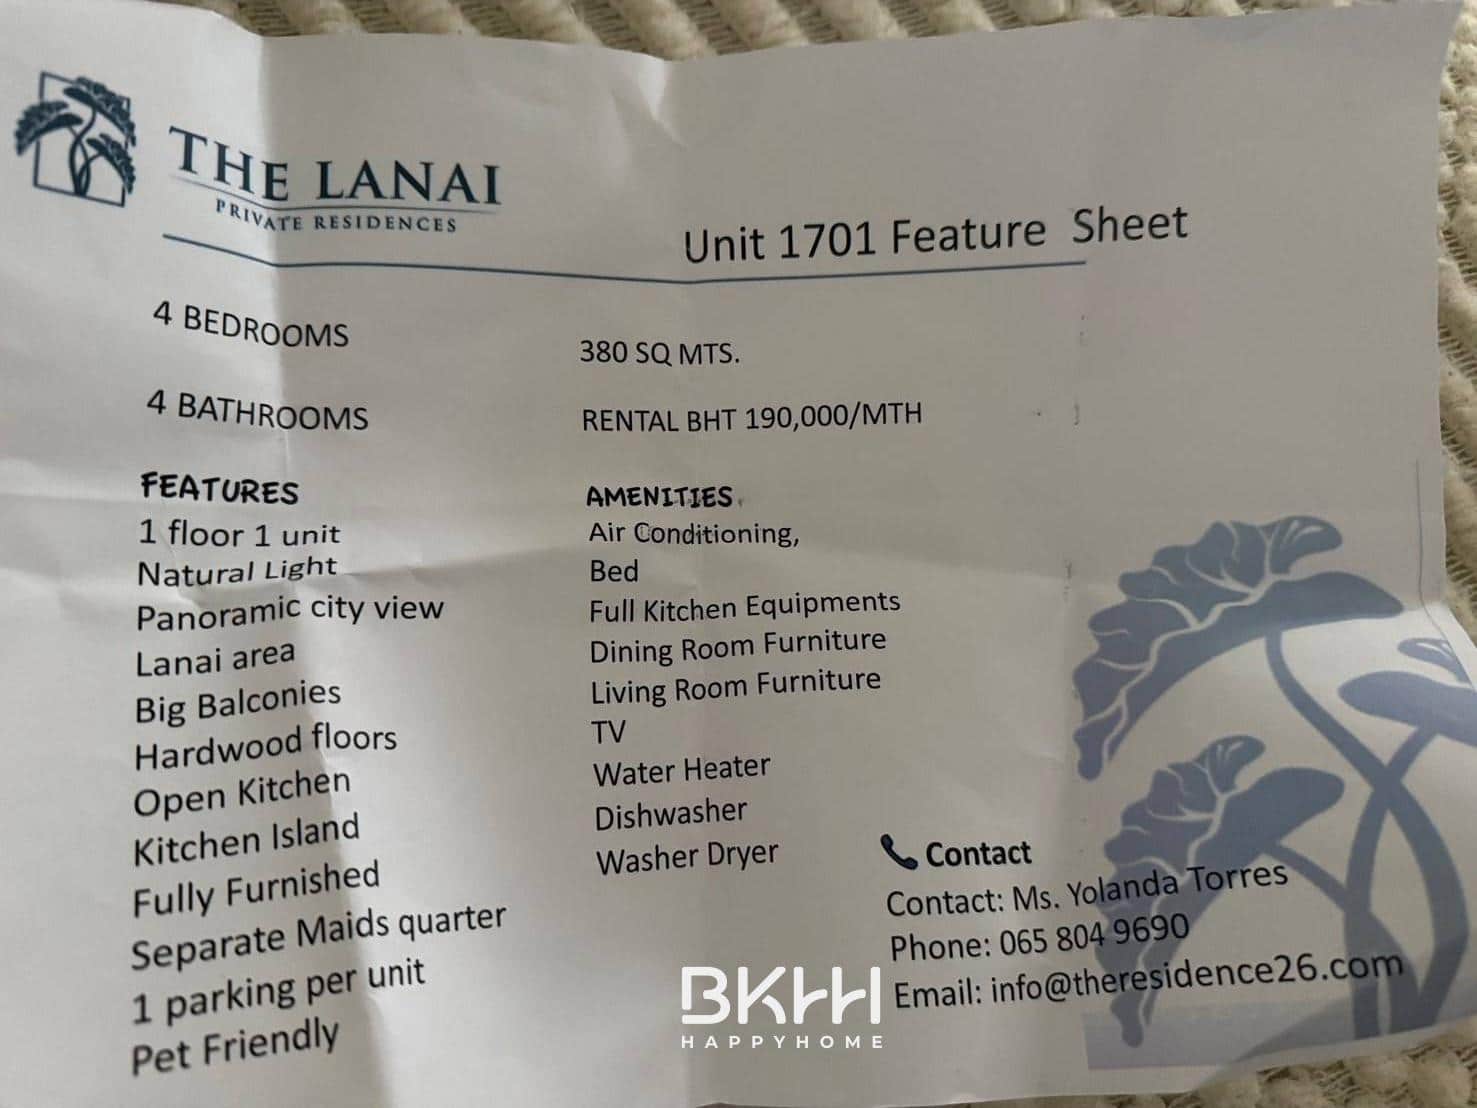 THE LANAI
PRIVATE RESIDENCES
Unit 1701 Feature Sheet
4 BEDROOMS
380 SQ MTS.
4 BATHROOMS
RENTAL BHT 190,000/MTH
FEATURES
1 floor 1 unit
Natural Light
Panoramic city view
Lanai area
Big Balconies
Hardwood floors
Open Kitchen
Kitchen Island
Fully Furnished
Separate Maids quarter
1 parking per unit
Pet Friendly
AMENITIES
Air Conditioning,
Bed
Full Kitchen Equipments
Dining Room Furniture
Living Room Furniture
TV
Water Heater
Dishwasher
Washer Dryer
Contact
Contact: Ms. Yolanda Torres
Phone: 065 804 9690
Email: info@theresidence26.com
BKHH
HAPPYHOME